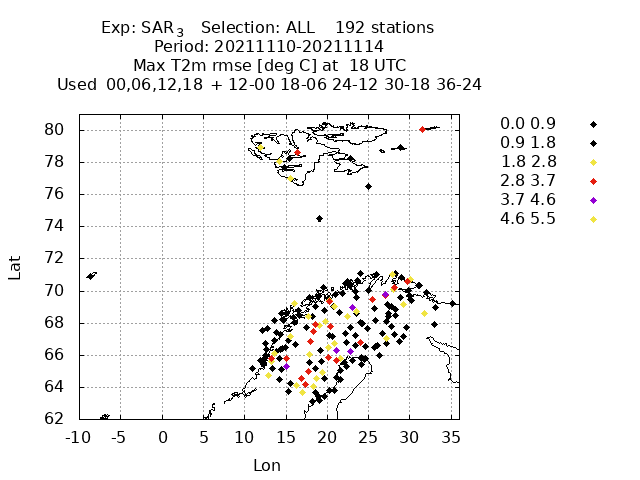 Exp: SAR3 Selection: ALL 192 stations
Period: 20211110-20211114
Max T2m rmse [deg C] at 18 UTC
Used 00,06,12,18 + 12-00 18-06 24-12 30-18 36-24
0.0 0.9
0.9 1.8
1.8 2.8
2.8 3.7
3.7 4.6
4.6 5.5
Lat
80
78
76
74
72
70
68
66
64
62
-10 -5 0 5 10 15 20 25 30 35
Lon